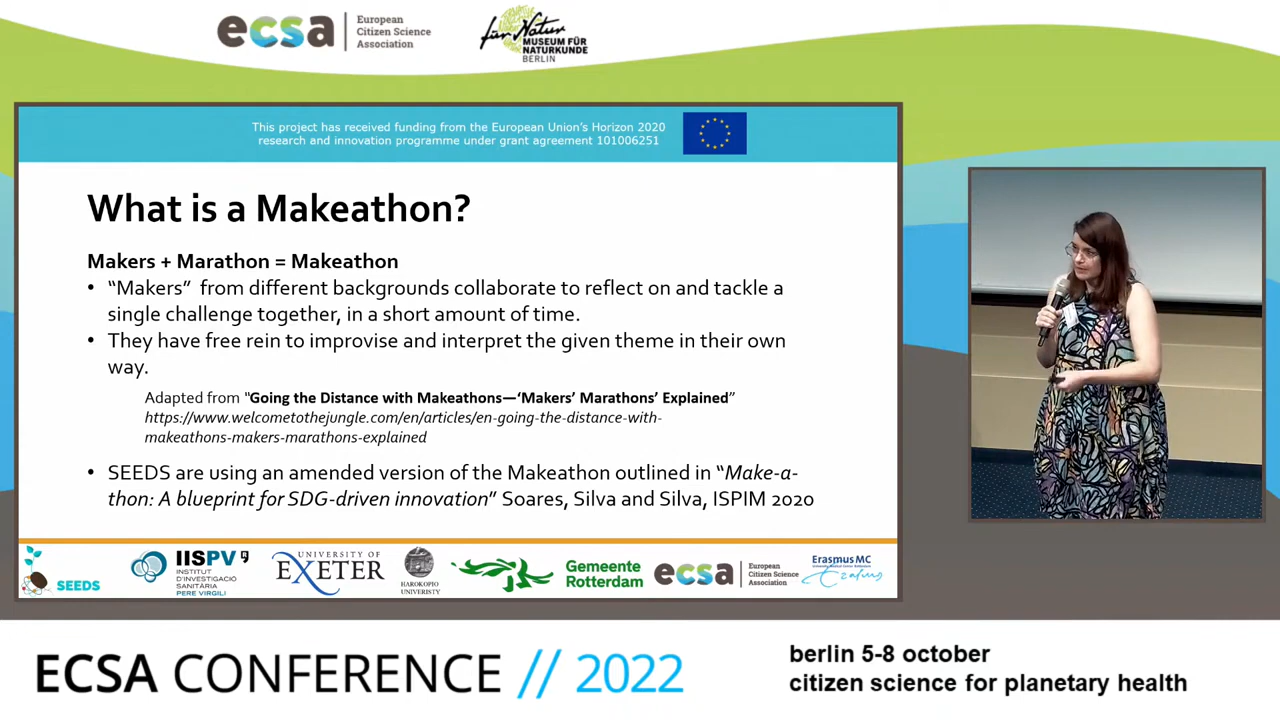 ecsa
European
Citizen Science
Association
für Natur
MUSEUM FÜR
NATURKUNDE
BERLIN
This project has received funding from the European Union's Horizon 2020
research and innovation programme under grant agreement 101006251
What is a Makeathon?
Makers + Marathon = Makeathon
• “Makers”  from different backgrounds collaborate to reflect on and tackle a
single challenge together, in a short amount of time.
• They have free rein to improvise and interpret the given theme in their own
way.
Adapted from “Going the Distance with Makeathons—‘Makers’ Marathons’ Explained”
https://www.welcometothejungle.com/en/articles/en-going-the-distance-with-
makeathons-makers-marathons-explained
• SEEDS are using an amended version of the Makeathon outlined in “Make-a-
thon: A blueprint for SDG-driven innovation” Soares, Silva and Silva, ISPIM 2020
SEEDS
IISPV
INSTITUT
D'INVESTIGACIÓ
SANITÀRIA
PERE VIRGILI
UNIVERSITY OF
EXETER
HAROKOPIO
UNIVERISTY
Gemeente
Rotterdam
ecsa
European
Citizen Science
Association
Erasmus MC
Erasmus
ECSA CONFERENCE // 2022
berlin 5-8 october
citizen science for planetary health